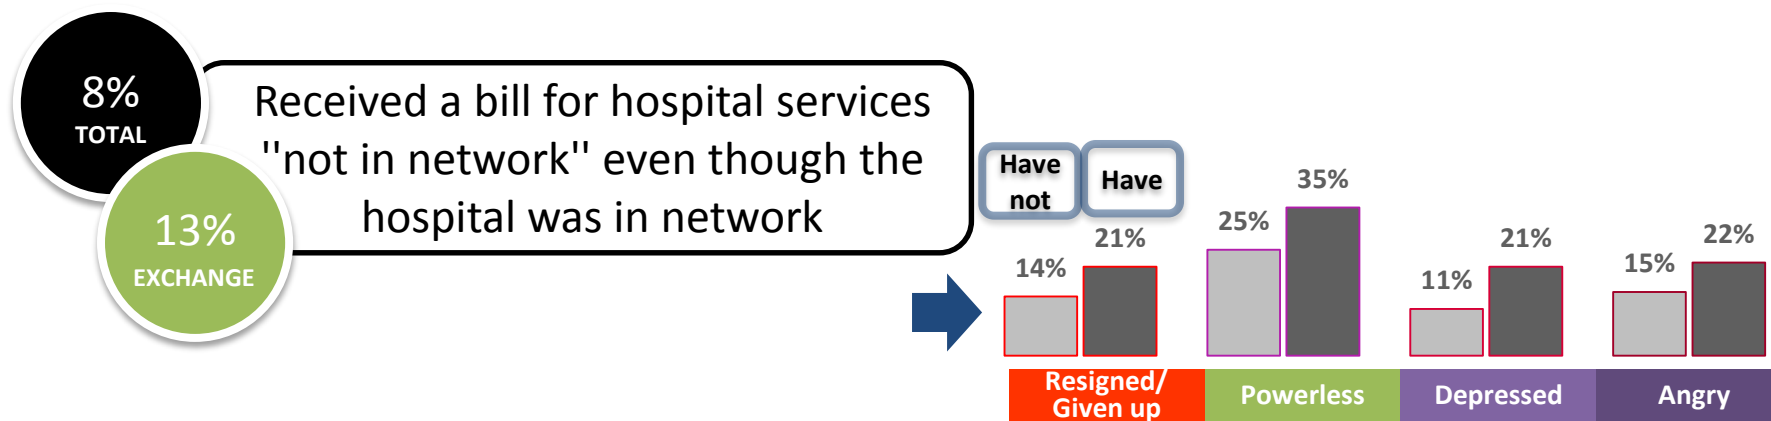 8%
TOTAL
13%
EXCHANGE
Received a bill for hospital services
"not in network" even though the
hospital was in network
Have
not
Have
14%
21%
25%
35%
11%
21%
15%
22%
Resigned/
Given up
Powerless
Depressed
Angry